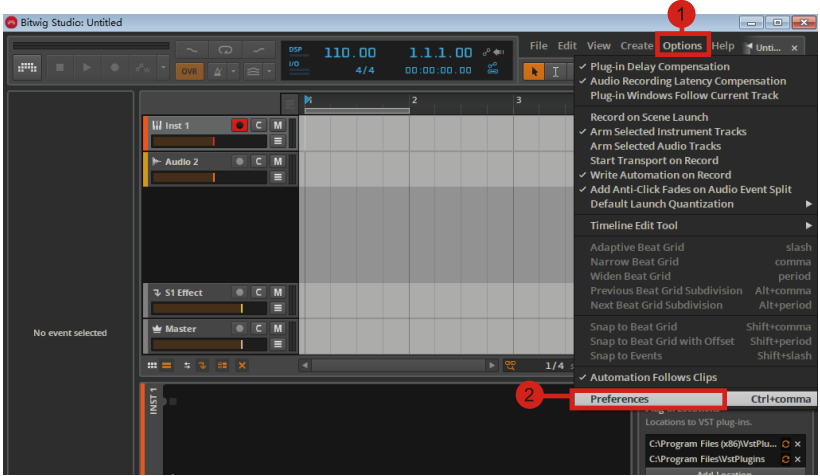 1
Bitwig Studio: Untitled
DSP
I/O
110.00
4/4
1.1.1.00
00:00:00.00
OVR
File Edit View Create Options Help
Unti... x
2
3
Inst 1
C M
Audio 2
C M
S1 Effect
C M
Master
C M
No event selected
1/4
INST 1
✓ Plug-in Delay Compensation
✓ Audio Recording Latency Compensation
Plug-in Windows Follow Current Track
Record on Scene Launch
✓ Arm Selected Instrument Tracks
Arm Selected Audio Tracks
Start Transport on Record
✓ Write Automation on Record
✓ Add Anti-Click Fades on Audio Event Split
Default Launch Quantization
Timeline Edit Tool
Adaptive Beat Grid slash
Narrow Beat Grid comma
Widen Beat Grid period
Previous Beat Grid Subdivision Alt+comma
Next Beat Grid Subdivision Alt+period
Snap to Beat Grid Shift+comma
Snap to Beat Grid with Offset Shift+period
Snap to Events Shift+slash
✓ Automation Follows Clips
2
Preferences Ctrl+comma
Locations to VST plug-ins.
C:\Program Files (x86)\VstPlu...
C:\Program Files\VstPlugins
Add Location